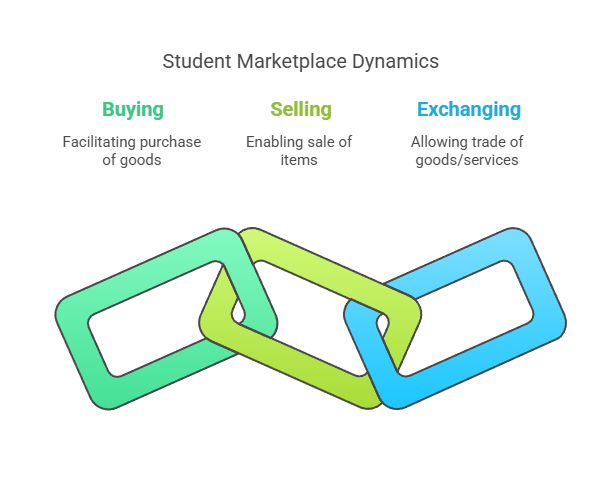 Student Marketplace Dynamics
Buying
Facilitating purchase
of goods
Selling
Enabling sale of
items
Exchanging
Allowing trade of
goods/services